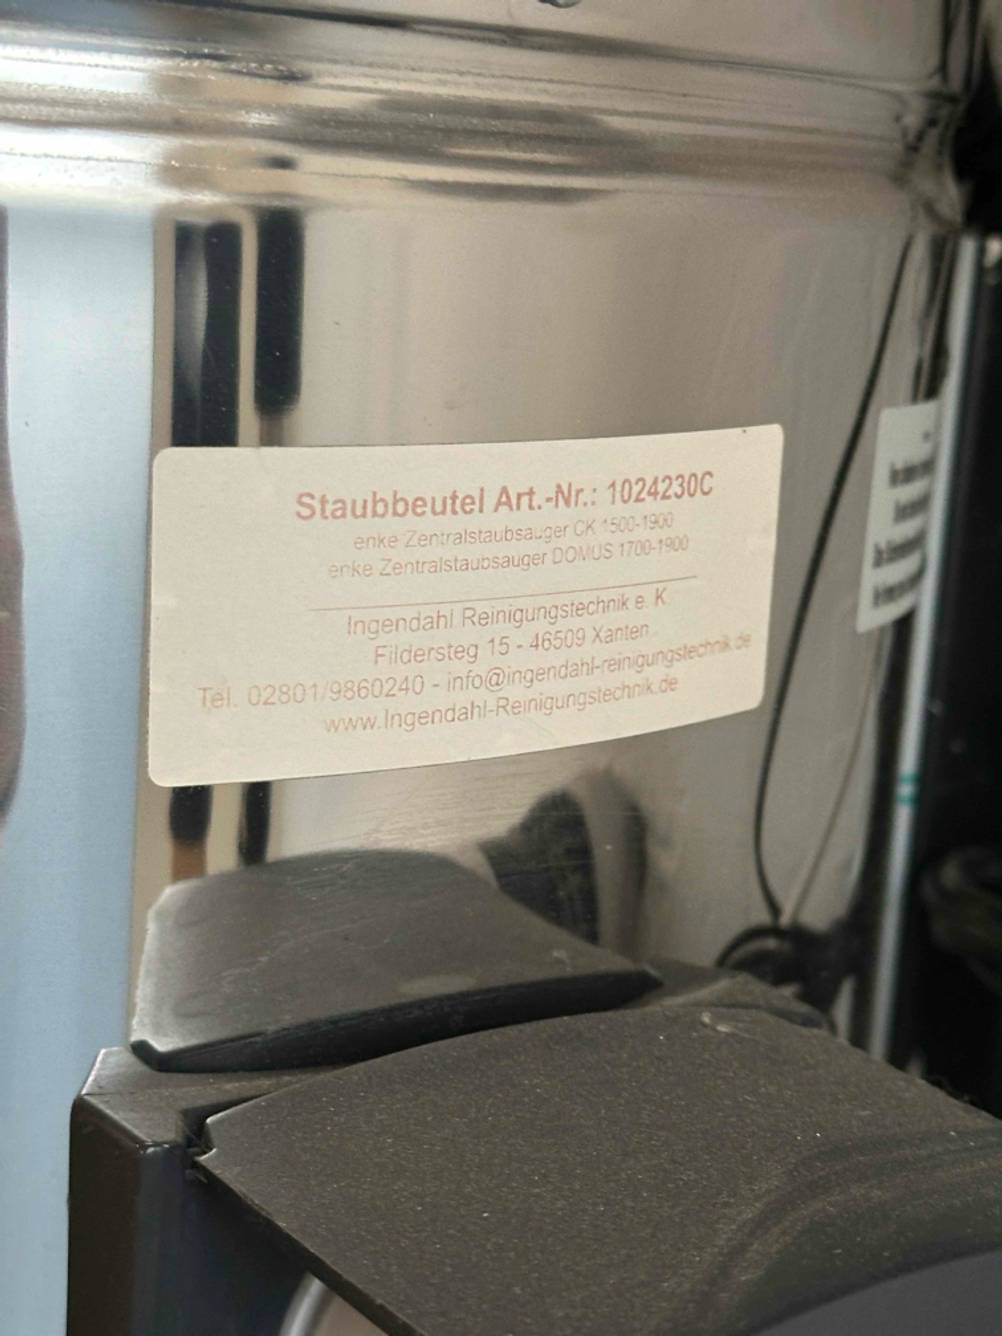 Staubbeutel Art.-Nr.: 1024230C
enke Zentralstaubsauger CK 1500-1900
enke Zentralstaubsauger DOMUS 1700-1900
Ingendahl Reinigungstechnik e. K.
Fildersteg 15 - 46509 Xanten
Tel. 02801/9860240 - info@ingendahl-reinigungstechnik.de
www.Ingendahl-Reinigungstechnik.de